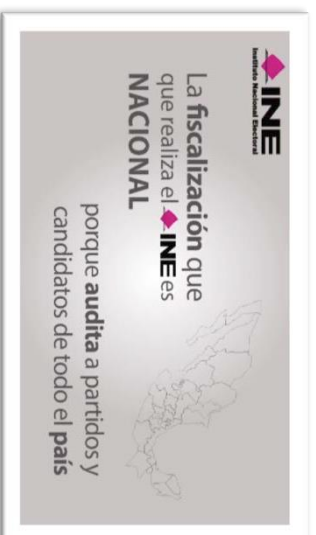 INE
Instituto Nacional Electoral
La fiscalización que
que realiza el INE es
NACIONAL
porque audita a partidos y
candidatos de todo el país